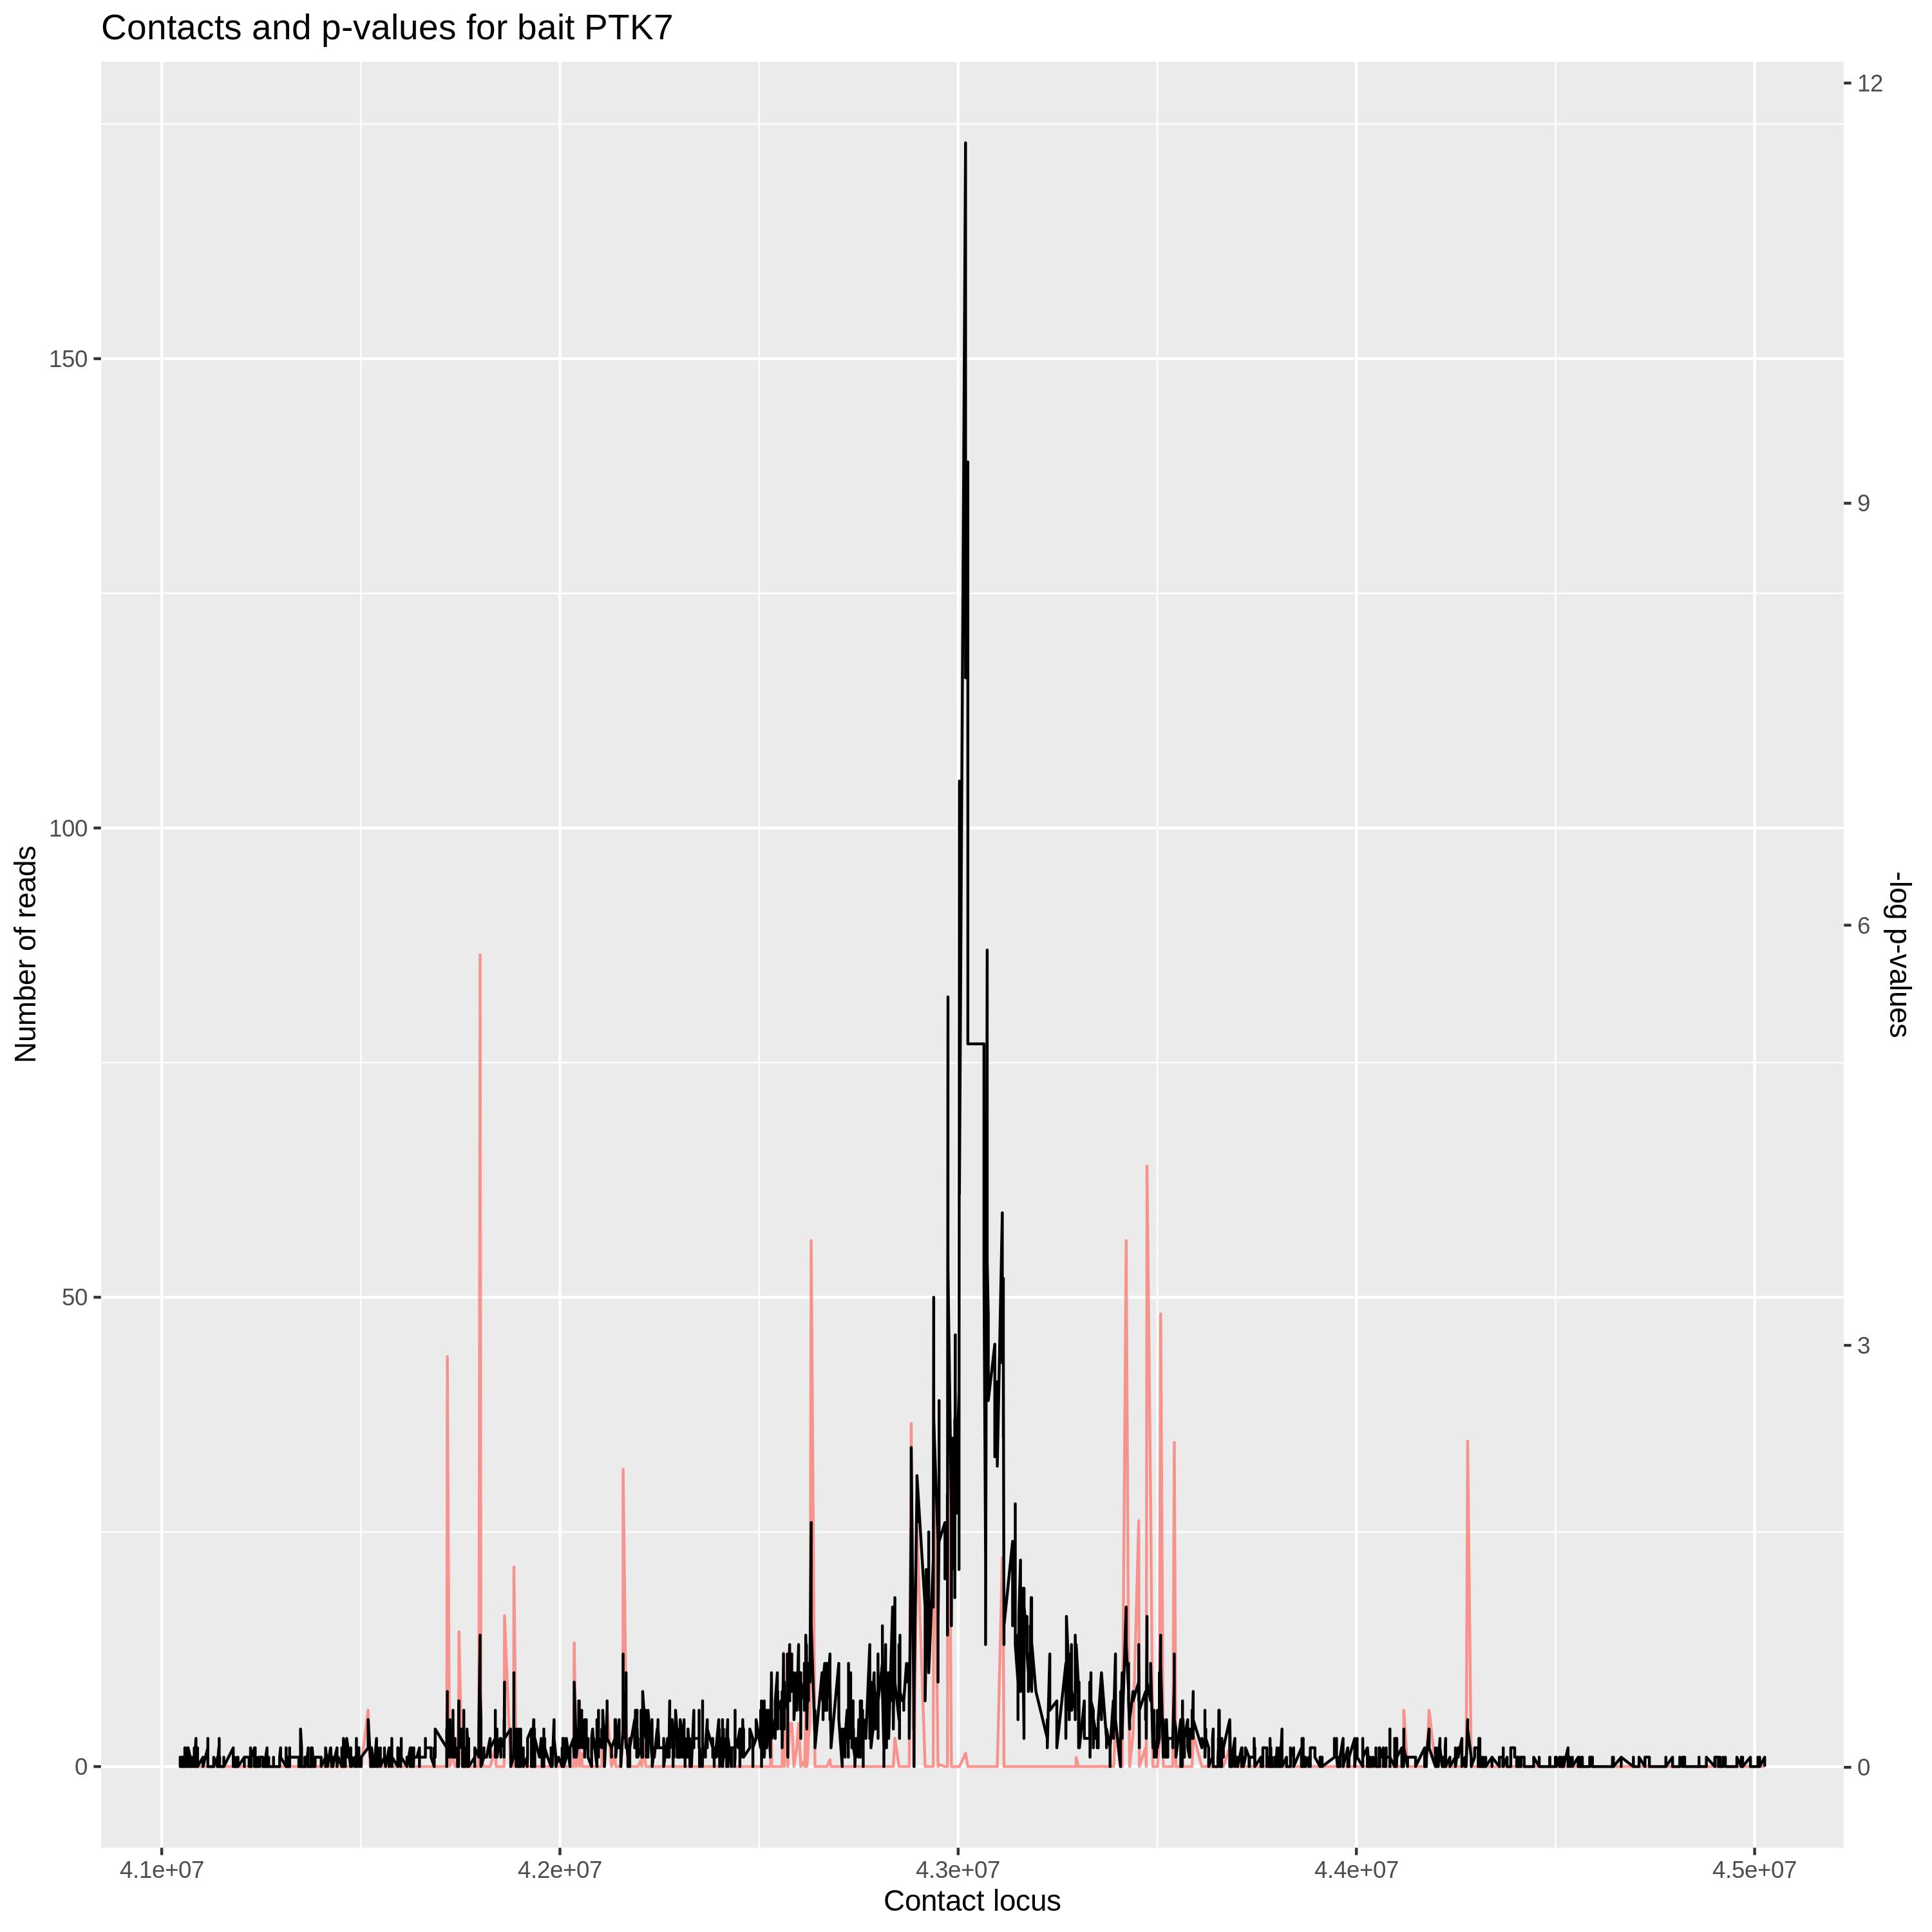 Contacts and p-values for bait PTK7
12
150
9
100
6
Number of reads
-log p-values
50
3
0
0
4.1e+07 4.2e+07 4.3e+07 4.4e+07 4.5e+07
Contact locus